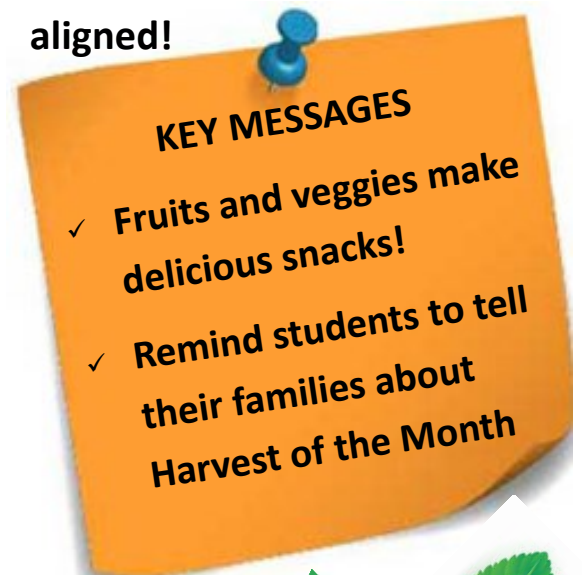 aligned!
KEY MESSAGES
✓ Fruits and veggies make
delicious snacks!
✓ Remind students to tell
their families about
Harvest of the Month